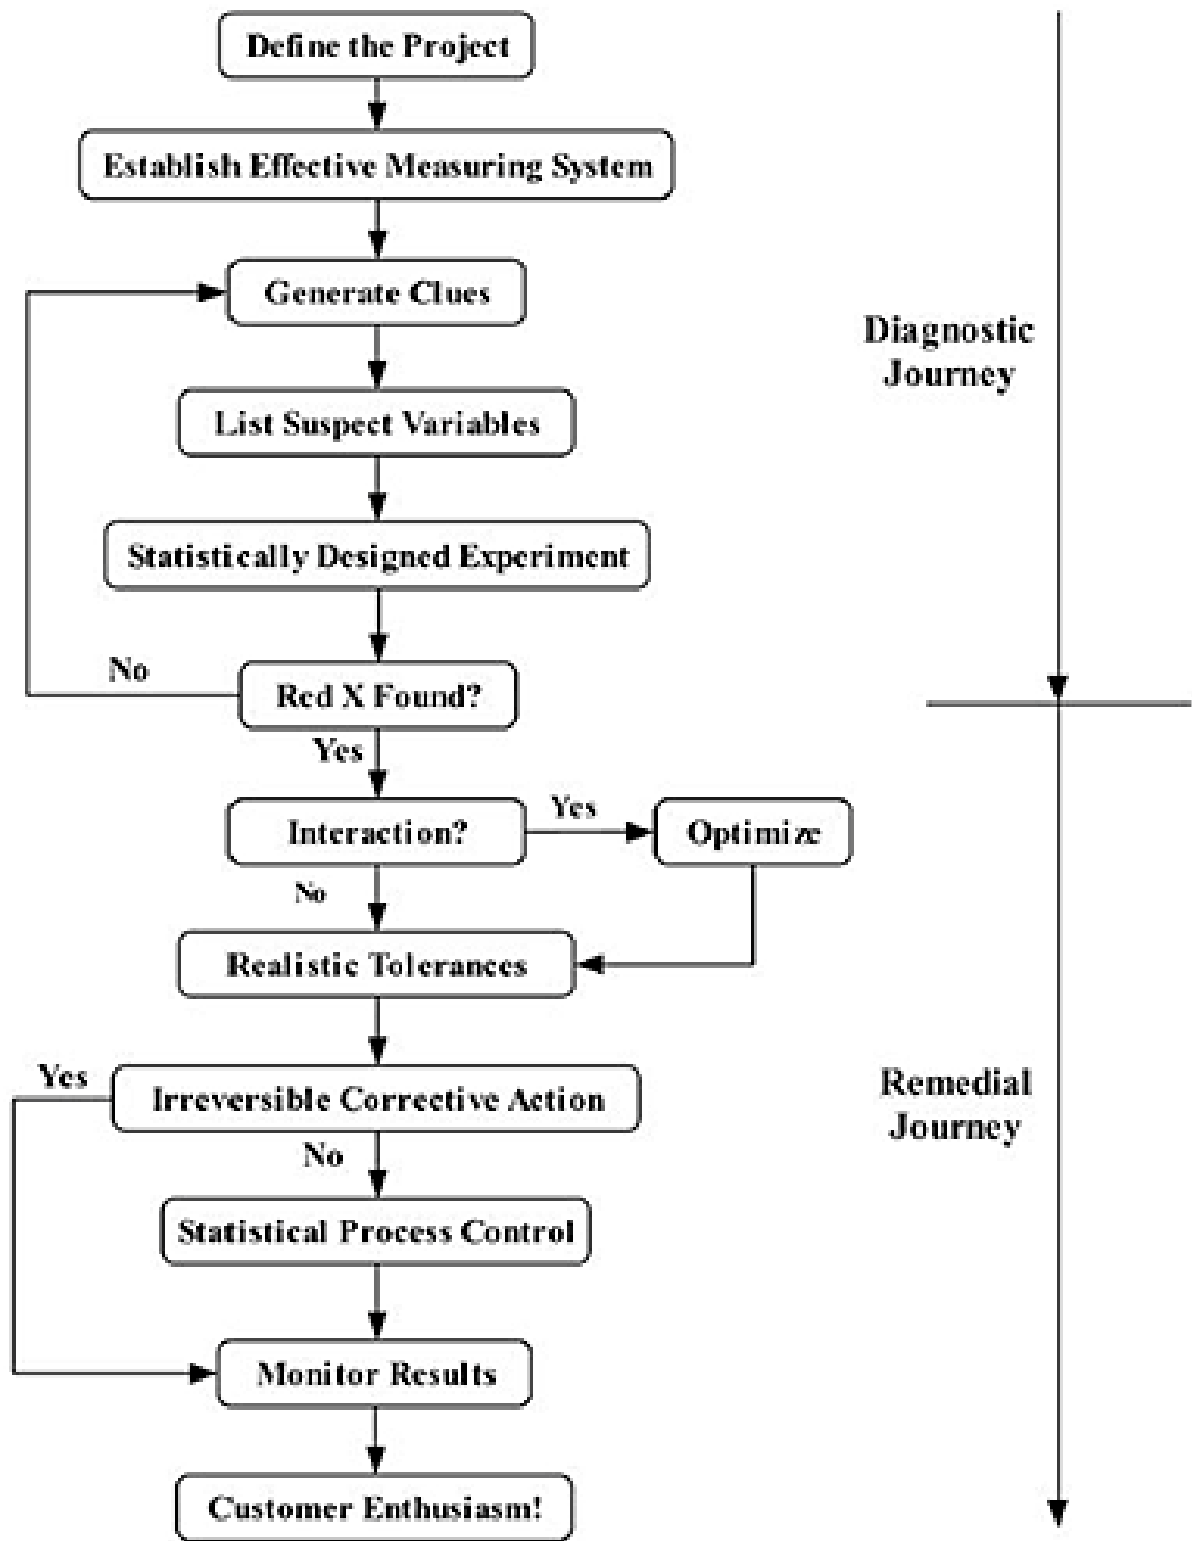 Define the Project
Establish Effective Measuring System
Generate Clues
Diagnostic
Journey
List Suspect Variables
Statistically Designed Experiment
No
Red X Found?
Yes
Interaction?
Yes
Optimize
No
Realistic Tolerances
Yes
Irreversible Corrective Action
Remedial
Journey
No
Statistical Process Control
Monitor Results
Customer Enthusiasm!